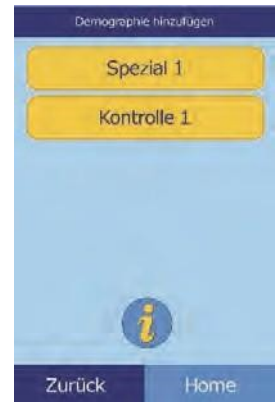 Demographie hinzufügen
Spezial 1
Kontrolle 1
i
Zurück
Home